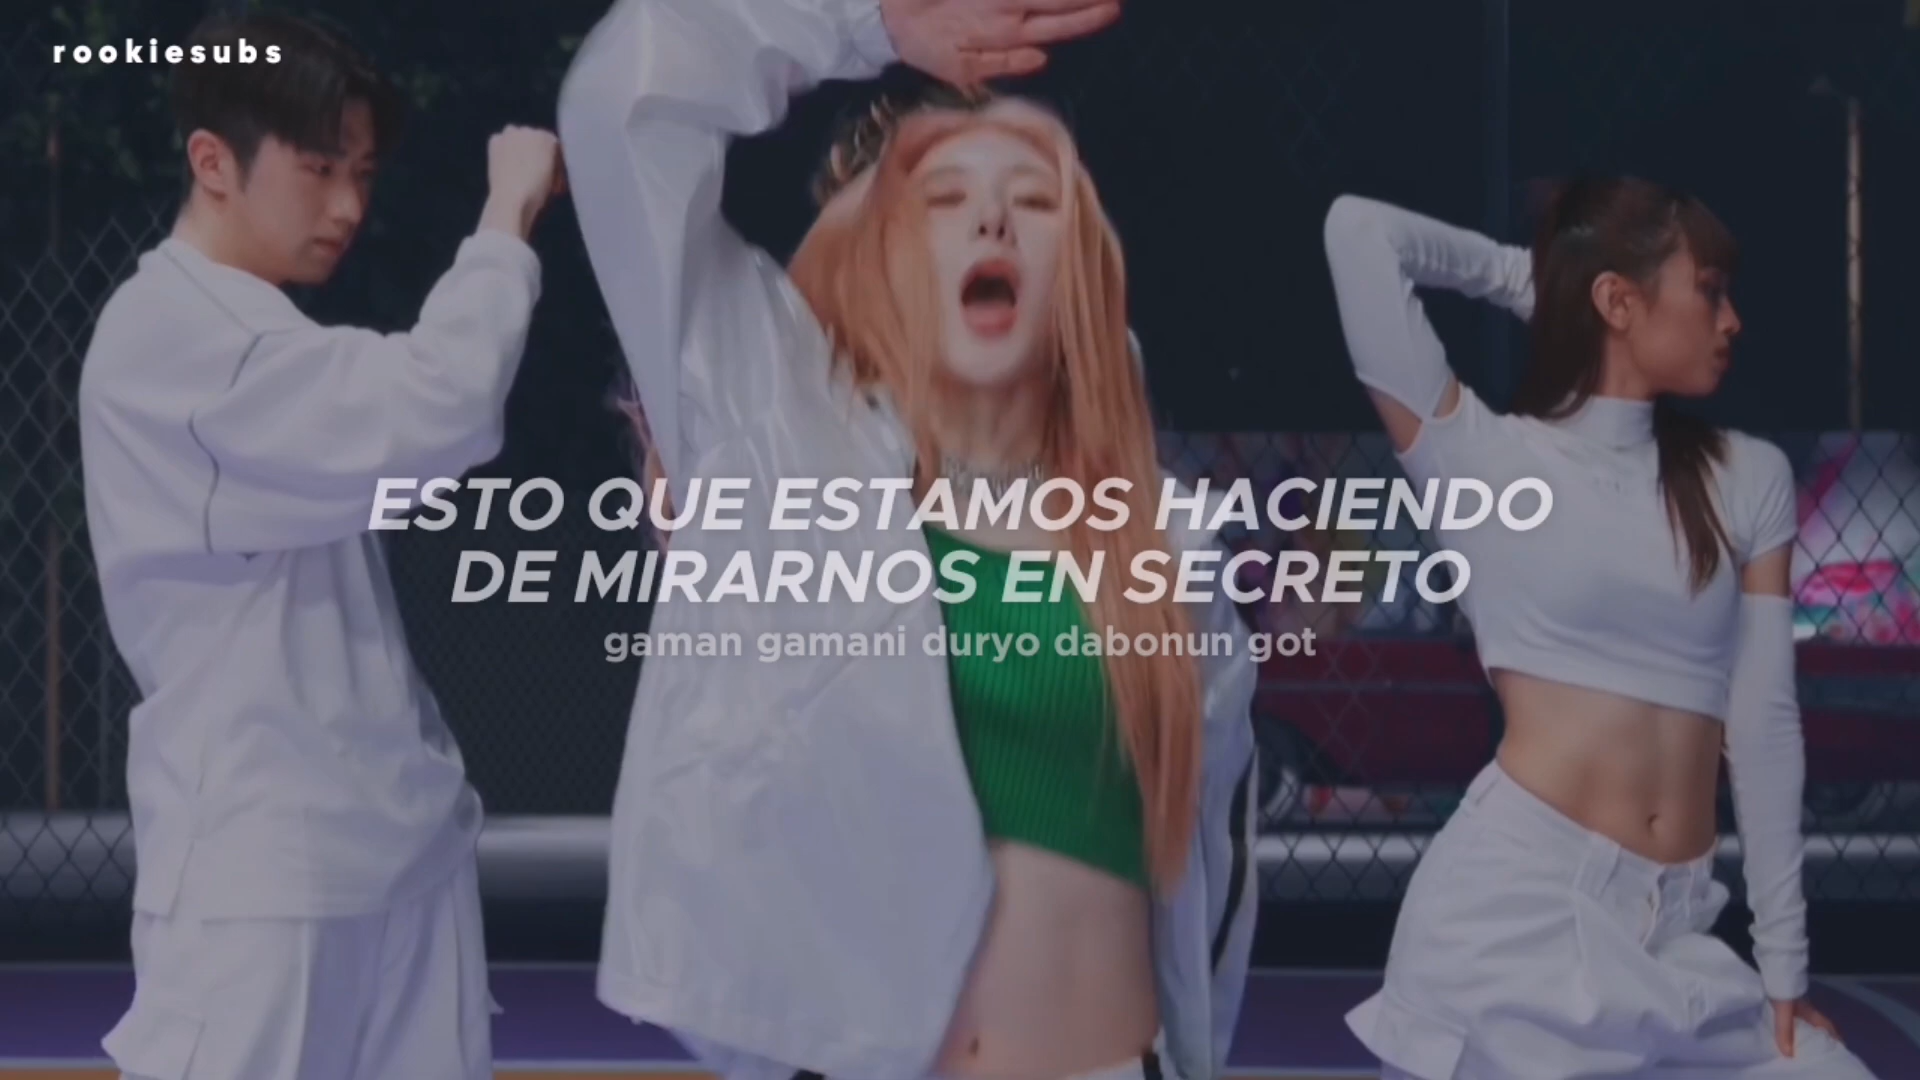 rookiesubs
ESTO QUE ESTAMOS HACIENDO
DE MIRARNOS EN SECRETO
gaman gamani duryo dabonun got